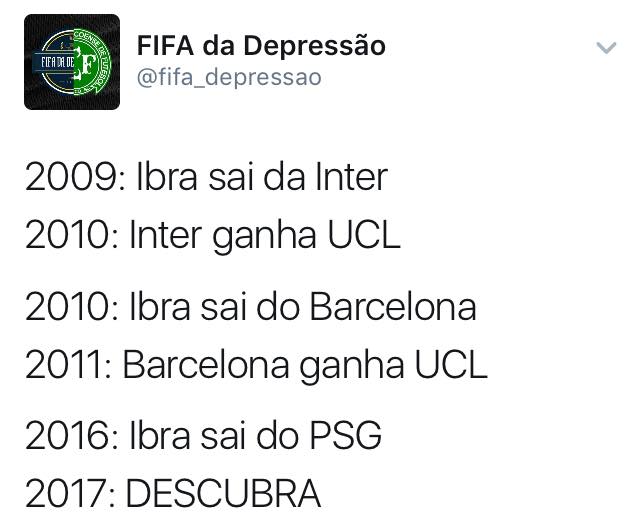 FIFA da Depressão
@fifa_depressao
2009: Ibra sai da Inter
2010: Inter ganha UCL
2010: Ibra sai do Barcelona
2011: Barcelona ganha UCL
2016: Ibra sai do PSG
2017: DESCUBRA